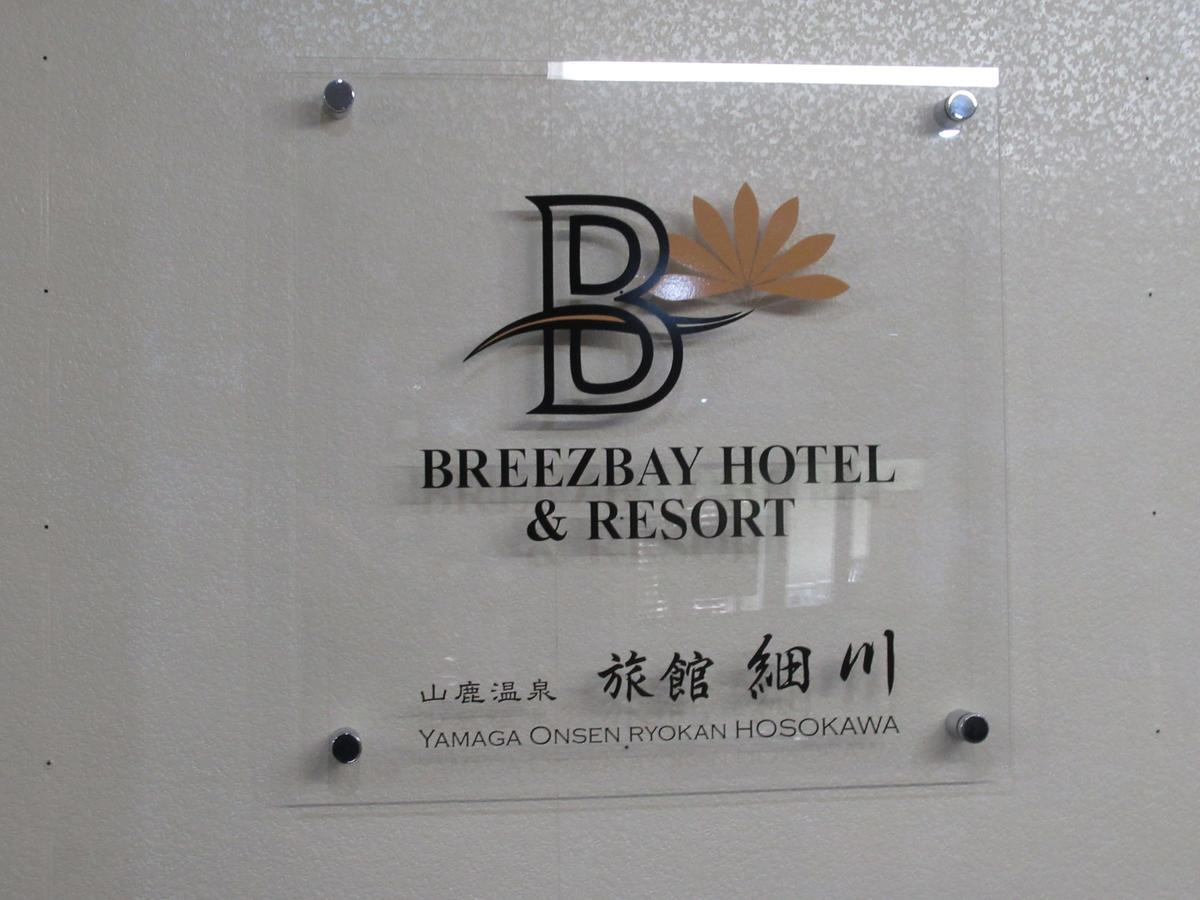 B
BREEZBAY HOTEL
& RESORT
山鹿温泉 旅館 細川
YAMAGA ONSEN RYOKAN HOSOKAWA